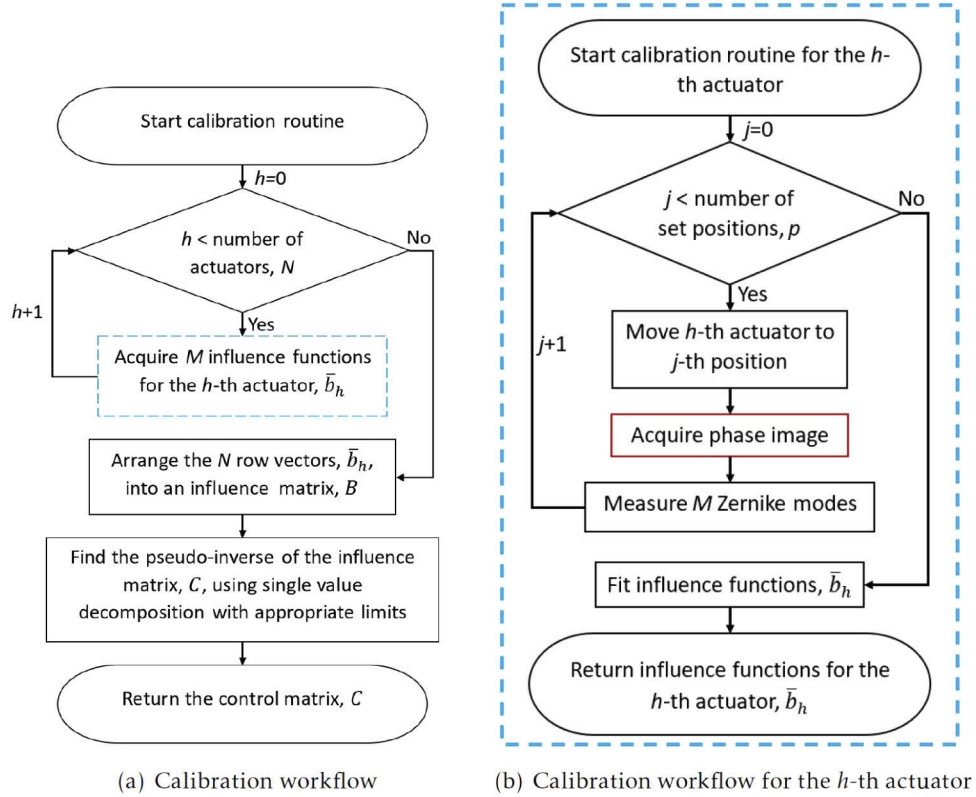 Start calibration routine
h=0
h < number of
actuators, N
No
h+1
Yes
Acquire M influence functions
for the h-th actuator, b̄ₕ
Arrange the N row vectors, b̄ₕ,
into an influence matrix, B
Find the pseudo-inverse of the influence
matrix, C, using single value
decomposition with appropriate limits
Return the control matrix, C
(a) Calibration workflow
Start calibration routine for the h-
th actuator
j=0
j < number of
set positions, p
No
Yes
j+1
Move h-th actuator to
j-th position
Acquire phase image
Measure M Zernike modes
Fit influence functions, b̄ₕ
Return influence functions for the
h-th actuator, b̄ₕ
(b) Calibration workflow for the h-th actuator